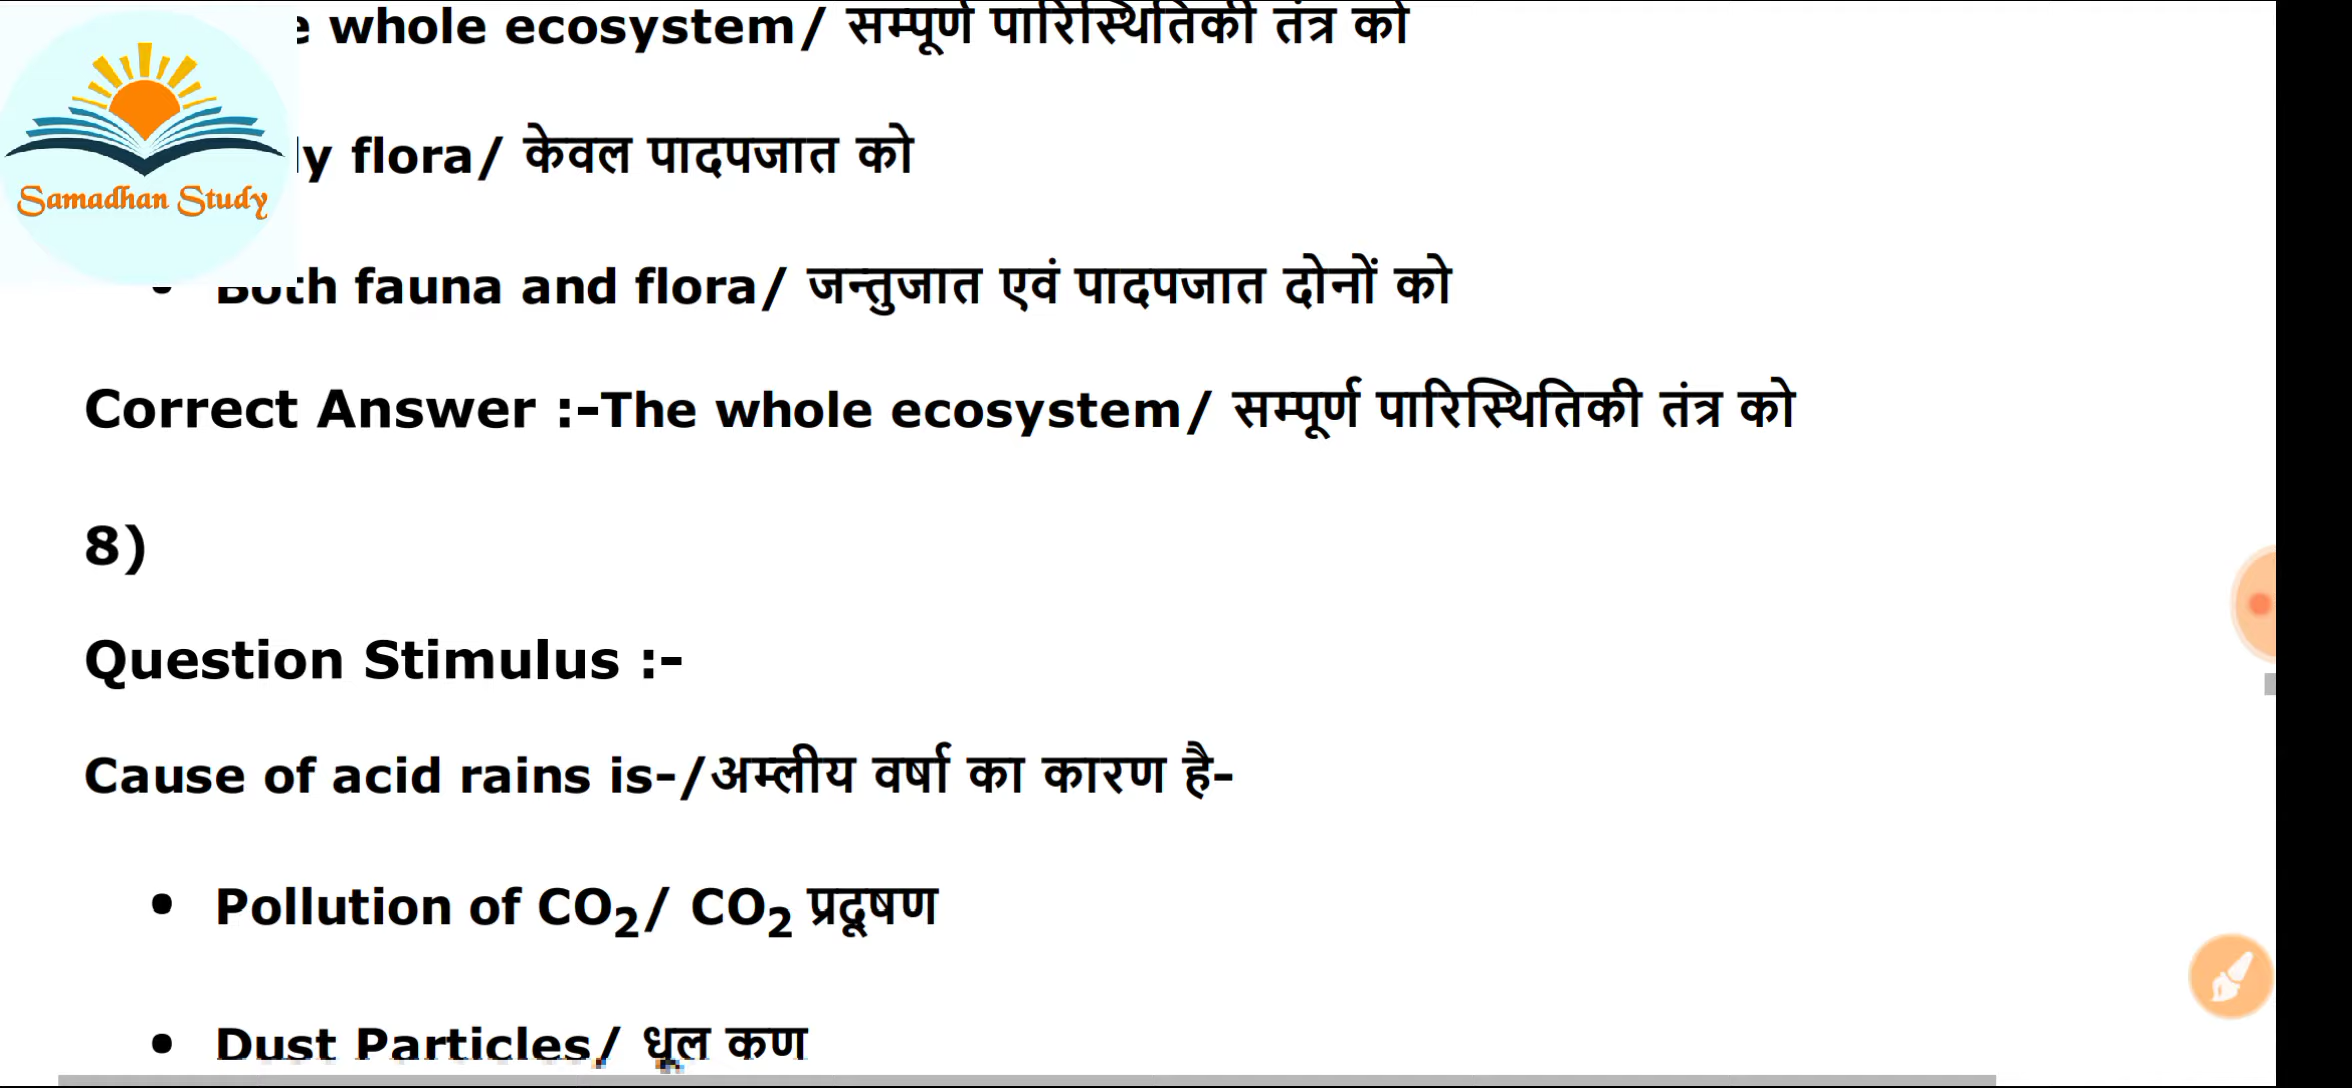 whole ecosystem/ सम्पूर्ण पारिस्थितिकी तंत्र को
Samadhan Study
flora/ केवल पादपजात को
Both fauna and flora/ जन्तुजात एवं पादपजात दोनों को
Correct Answer :-The whole ecosystem/ सम्पूर्ण पारिस्थितिकी तंत्र को
8)
Question Stimulus :-
Cause of acid rains is-/अम्लीय वर्षा का कारण है-
• Pollution of CO₂/ CO₂ प्रदूषण
• Dust Particles/ धूल कण